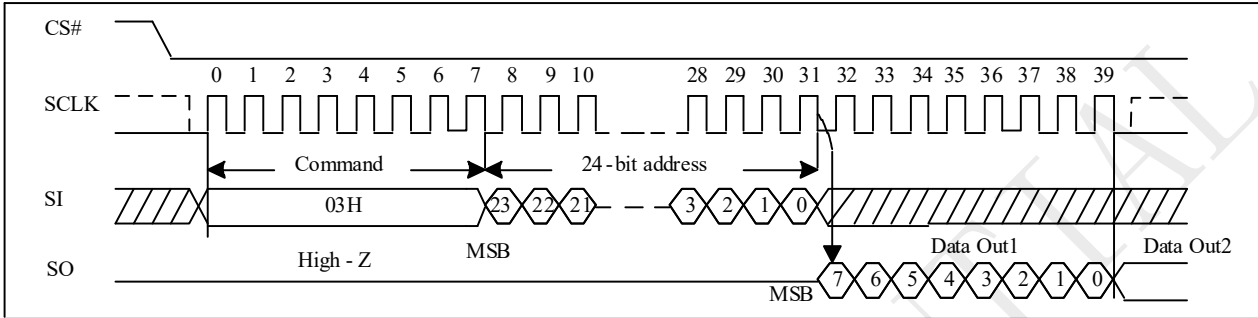 CS#
0 1 2 3 4 5 6 7 8 9 10 28 29 30 31 32 33 34 35 36 37 38 39
SCLK
Command 24-bit address
SI 03H 23 22 21 3 2 1 0
MSB Data Out1 Data Out2
High - Z
SO 7 6 5 4 3 2 1 0
MSB